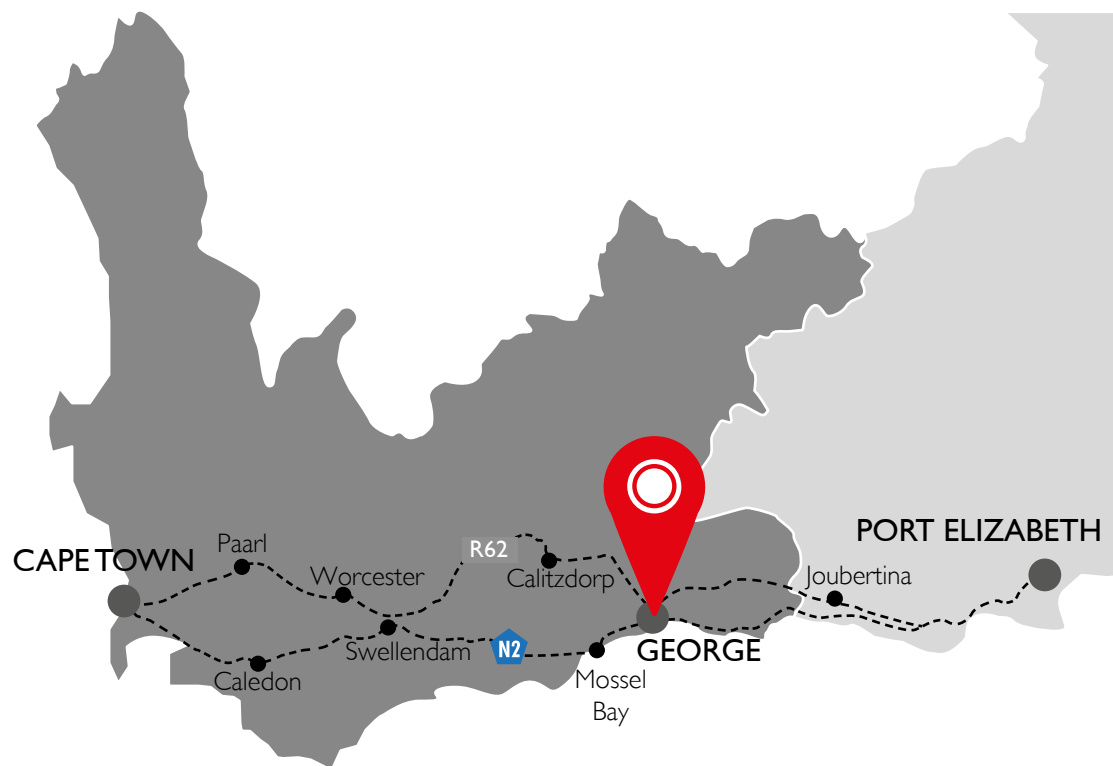 PORT ELIZABETH
CAPE TOWN
Paarl
R62
Worcester
Calitzdorp
Joubertina
Swellendam
N2
GEORGE
Caledon
Mossel
Bay